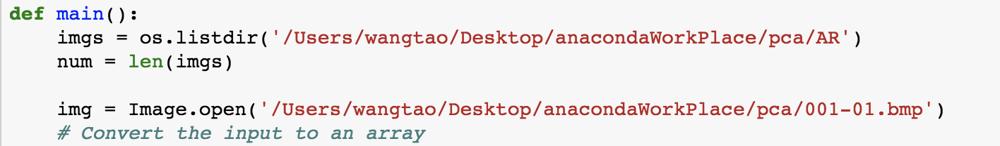 def main():
    imgs = os.listdir('/Users/wangtao/Desktop/anacondaWorkPlace/pca/AR')
    num = len(imgs)
    img = Image.open('/Users/wangtao/Desktop/anacondaWorkPlace/pca/001-01.bmp')
    # Convert the input to an array